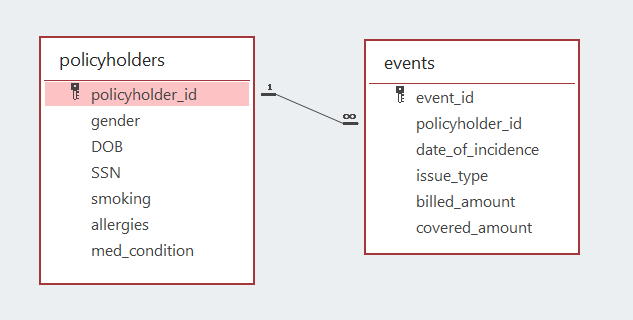 policyholders
policyholder_id
gender
DOB
SSN
smoking
allergies
med_condition
1
∞
events
event_id
policyholder_id
date_of_incidence
issue_type
billed_amount
covered_amount